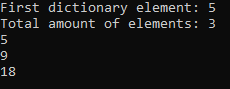 First dictionary element: 5
Total amount of elements: 3
5
9
18